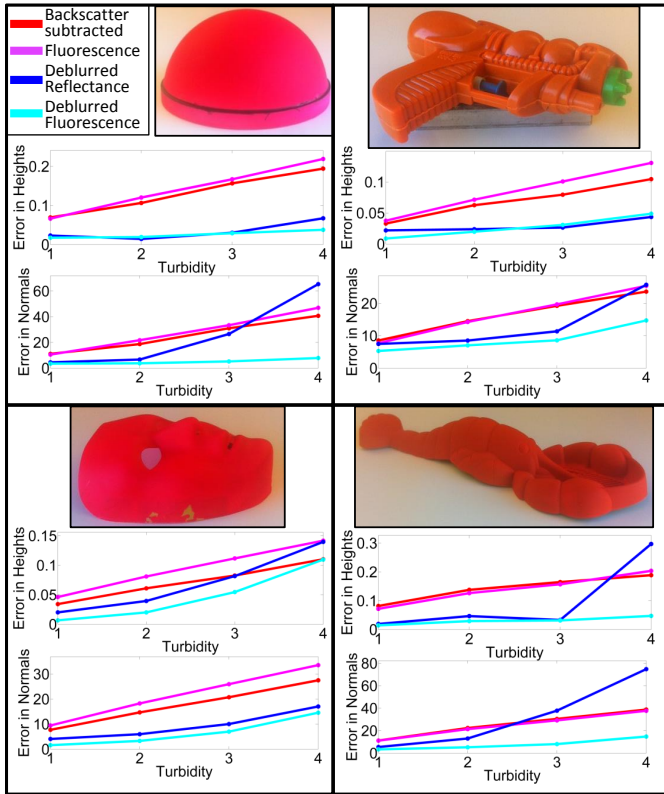 Backscatter
subtracted
Fluorescence
Deblurred
Reflectance
Deblurred
Fluorescence
Error in Heights
0.2
0.1
0
1 2 3 4
Turbidity
Error in Normals
60
40
20
0
1 2 3 4
Turbidity
Error in Heights
0.1
0.05
0
1 2 3 4
Turbidity
Error in Normals
20
10
0
1 2 3 4
Turbidity
Error in Heights
0.15
0.1
0.05
0
1 2 3 4
Turbidity
Error in Normals
30
20
10
0
1 2 3 4
Turbidity
Error in Heights
0.3
0.2
0.1
0
1 2 3 4
Turbidity
Error in Normals
80
60
40
20
0
1 2 3 4
Turbidity